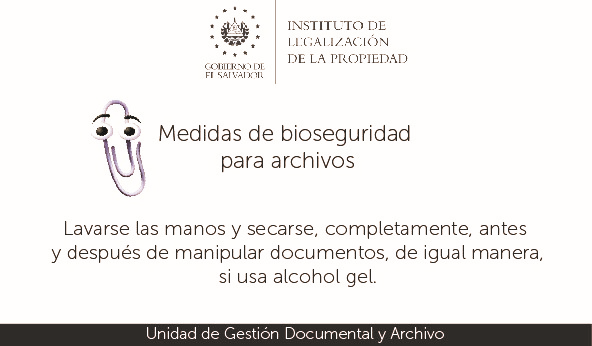 INSTITUTO DE
LEGALIZACIÓN
DE LA PROPIEDAD
GOBIERNO DE
EL SALVADOR
Medidas de bioseguridad
para archivos
Lavarse las manos y secarse, completamente, antes
y después de manipular documentos, de igual manera,
si usa alcohol gel.
Unidad de Gestión Documental y Archivo